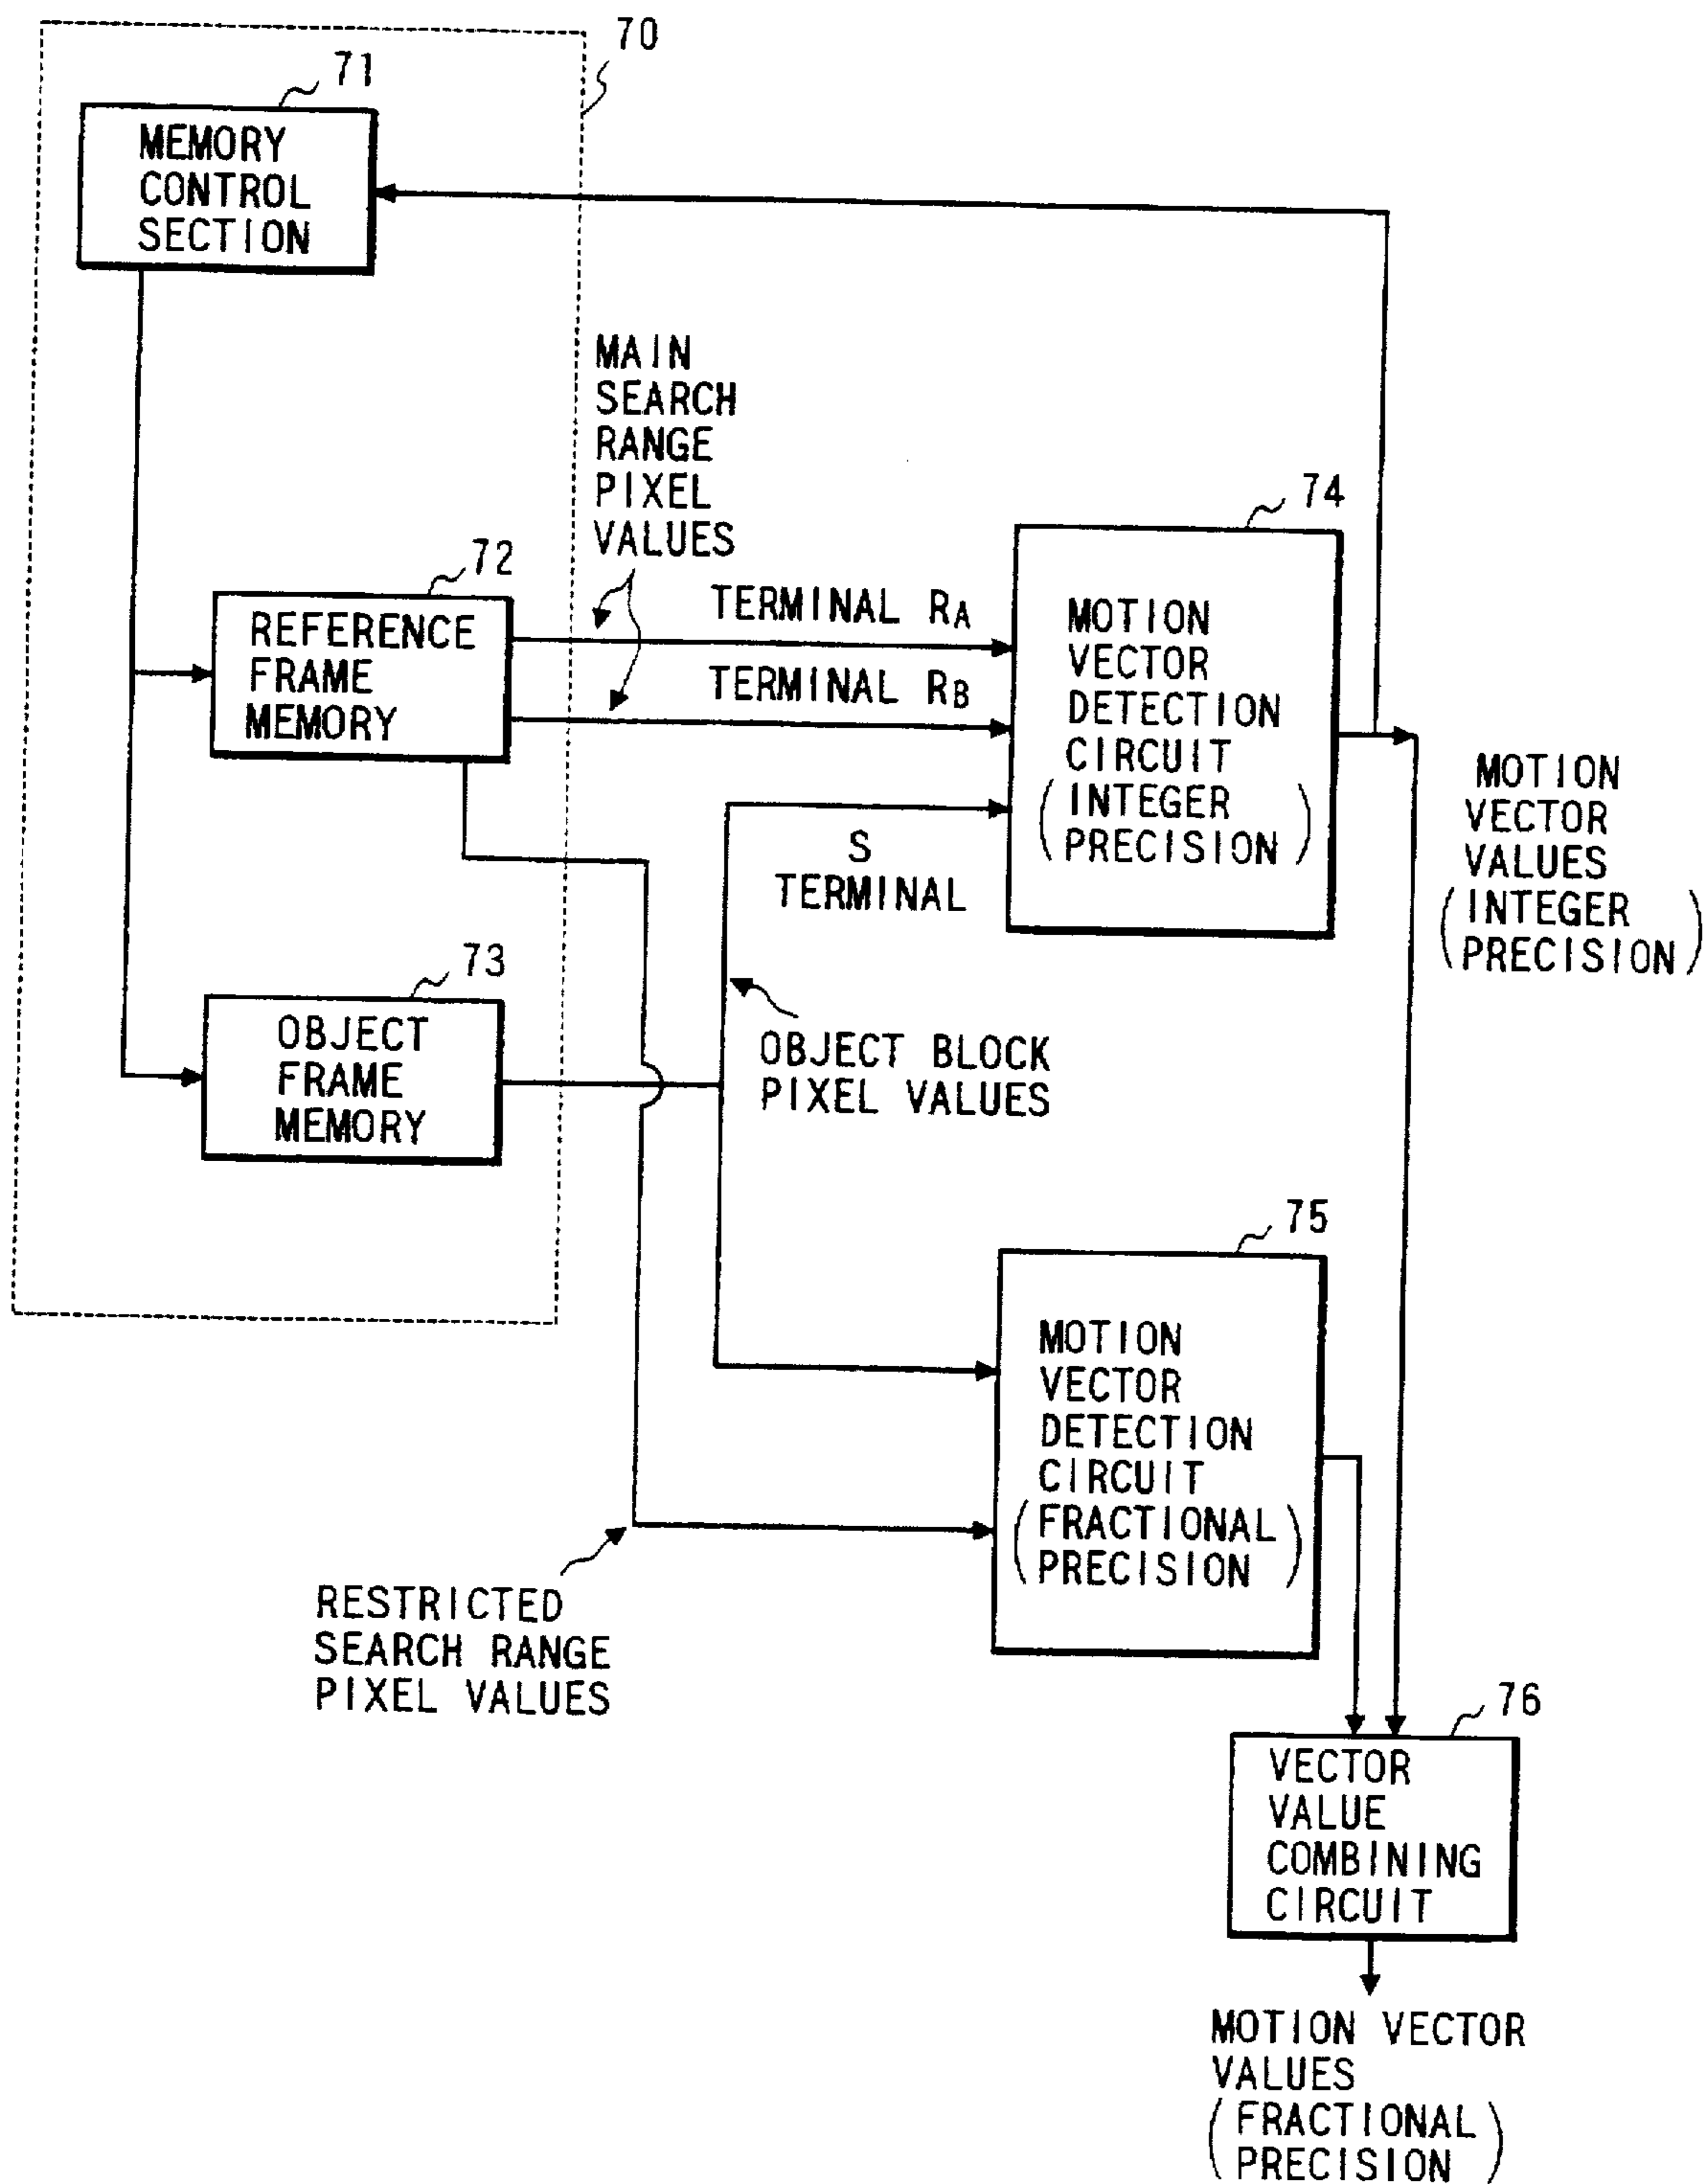 70
71
MEMORY
CONTROL
SECTION
MAIN
SEARCH
RANGE
PIXEL
VALUES
72
REFERENCE
FRAME
MEMORY
TERMINAL RA
TERMINAL RB
74
MOTION
VECTOR
DETECTION
CIRCUIT
(INTEGER
PRECISION)
S
TERMINAL
MOTION
VECTOR
VALUES
(INTEGER
PRECISION)
73
OBJECT
FRAME
MEMORY
OBJECT BLOCK
PIXEL VALUES
75
MOTION
VECTOR
DETECTION
CIRCUIT
(FRACTIONAL
PRECISION)
RESTRICTED
SEARCH RANGE
PIXEL VALUES
76
VECTOR
VALUE
COMBINING
CIRCUIT
MOTION VECTOR
VALUES
(FRACTIONAL
PRECISION)